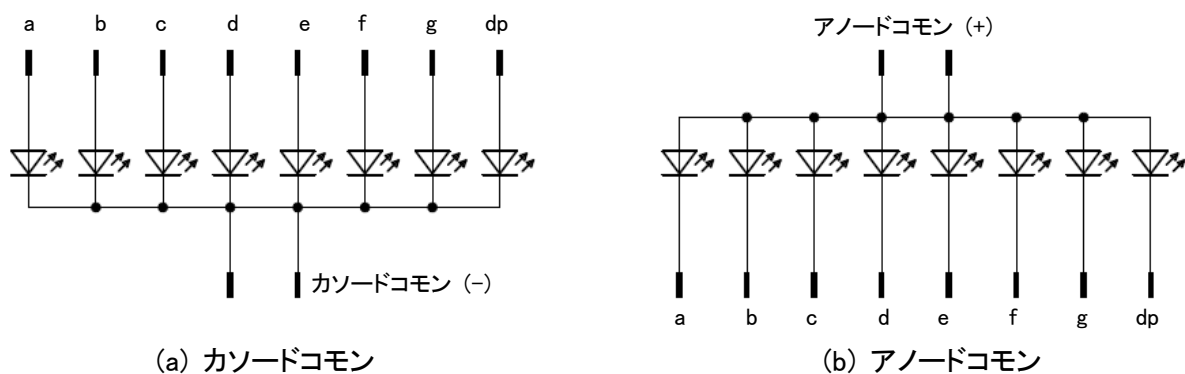 a b c d e f g dp
カソードコモン (-)
(a) カソードコモン
アノードコモン (+)
a b c d e f g dp
(b) アノードコモン